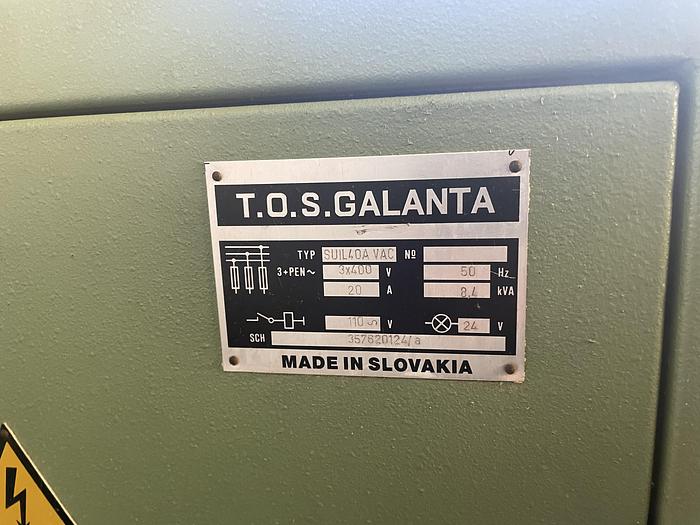 T.O.S.GALANTA
TYP SUIL40A VAC №
3+PEN~ 3x400 V 50 Hz
20 A 8,4 kVA
110 V 24 V
SCH 357620124/a
MADE IN SLOVAKIA